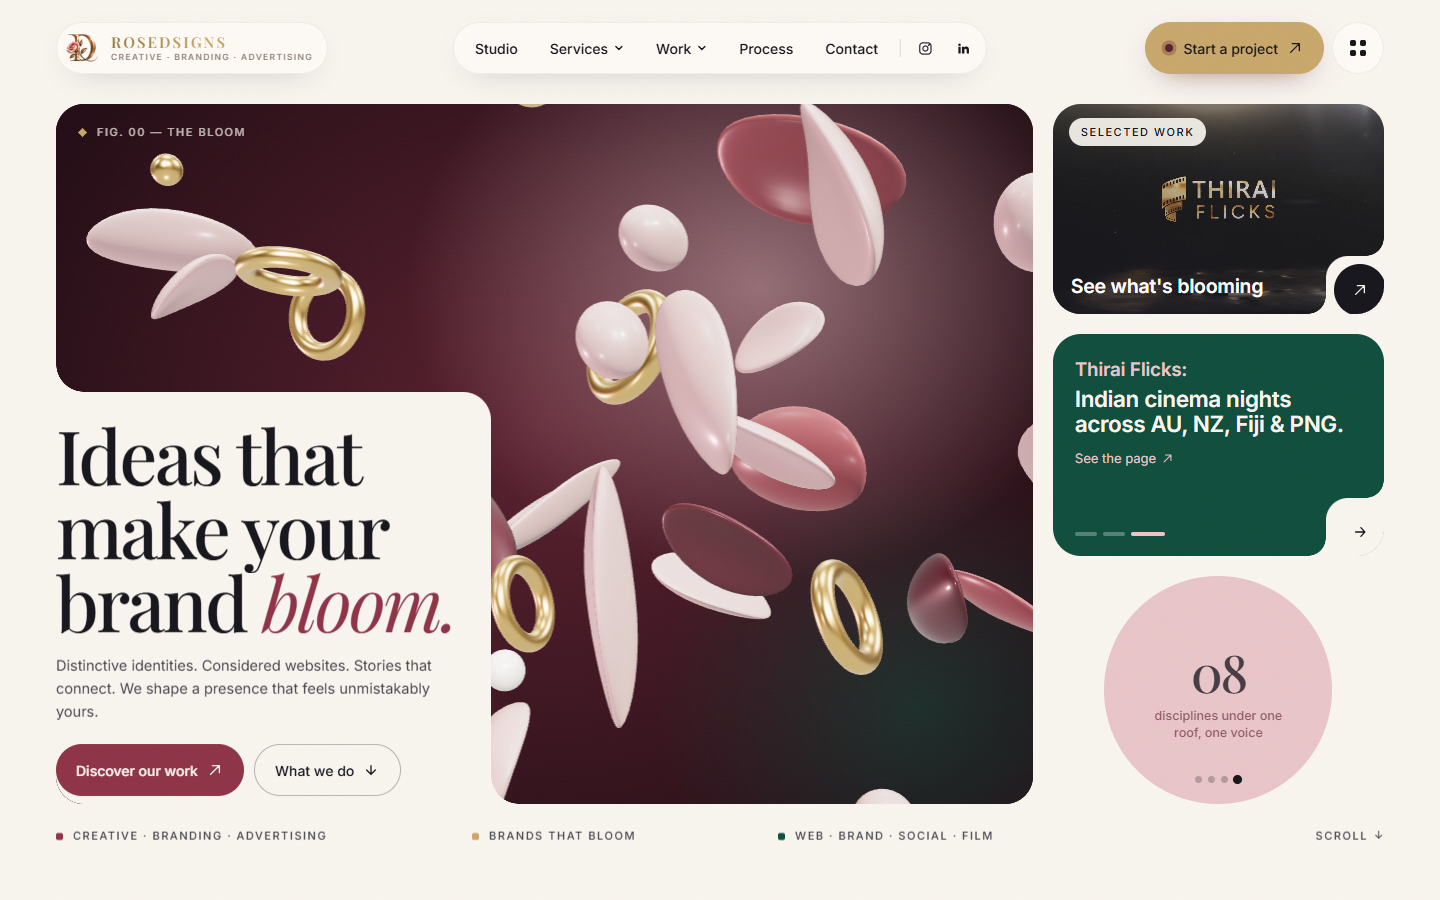 ROSEDSIGNS
CREATIVE · BRANDING · ADVERTISING
Studio
Services
Work
Process
Contact
Start a project
FIG. 00 — THE BLOOM
Ideas that
make your
brand bloom.
Distinctive identities. Considered websites. Stories that
connect. We shape a presence that feels unmistakably
yours.
Discover our work
What we do
SELECTED WORK
THIRAI
FLICKS
See what's blooming
Thirai Flicks:
Indian cinema nights
across AU, NZ, Fiji & PNG.
See the page
08
disciplines under one
roof, one voice
CREATIVE · BRANDING · ADVERTISING
BRANDS THAT BLOOM
WEB · BRAND · SOCIAL · FILM
SCROLL